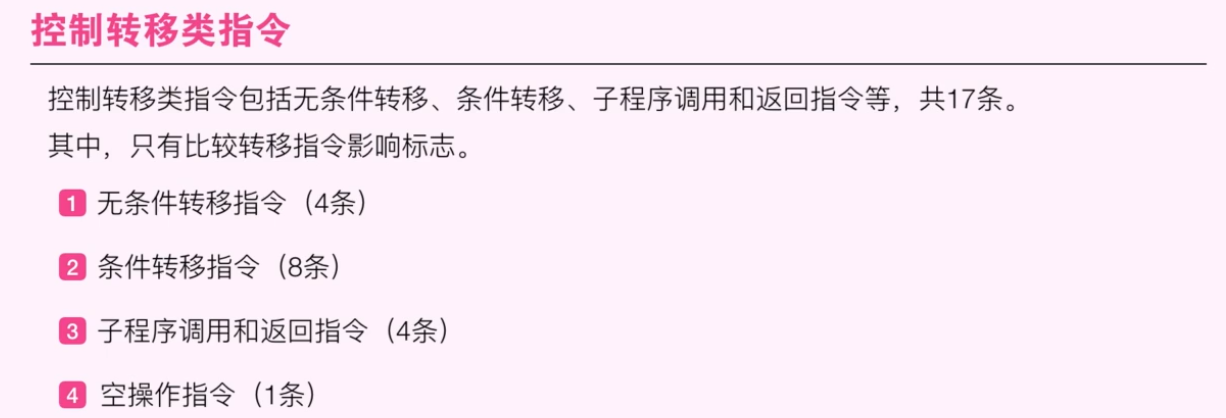 控制转移类指令
控制转移类指令包括无条件转移、条件转移、子程序调用和返回指令等，共17条。
其中，只有比较转移指令影响标志。
1 无条件转移指令（4条）
2 条件转移指令（8条）
3 子程序调用和返回指令（4条）
4 空操作指令（1条）